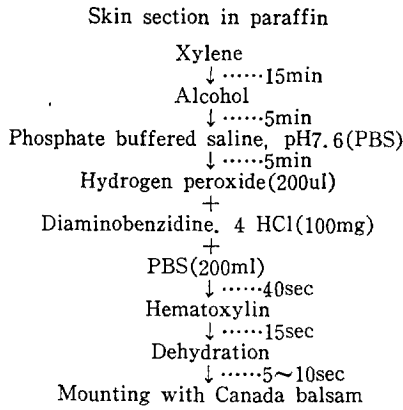 Skin section in paraffin
Xylene
↓ ……15min
Alcohol
↓ ……5min
Phosphate buffered saline, pH7.6(PBS)
↓ ……5min
Hydrogen peroxide(200ul)
+
Diaminobenzidine. 4 HCl(100mg)
+
PBS(200ml)
↓ ……40sec
Hematoxylin
↓ ……15sec
Dehydration
↓ ……5~10sec
Mounting with Canada balsam